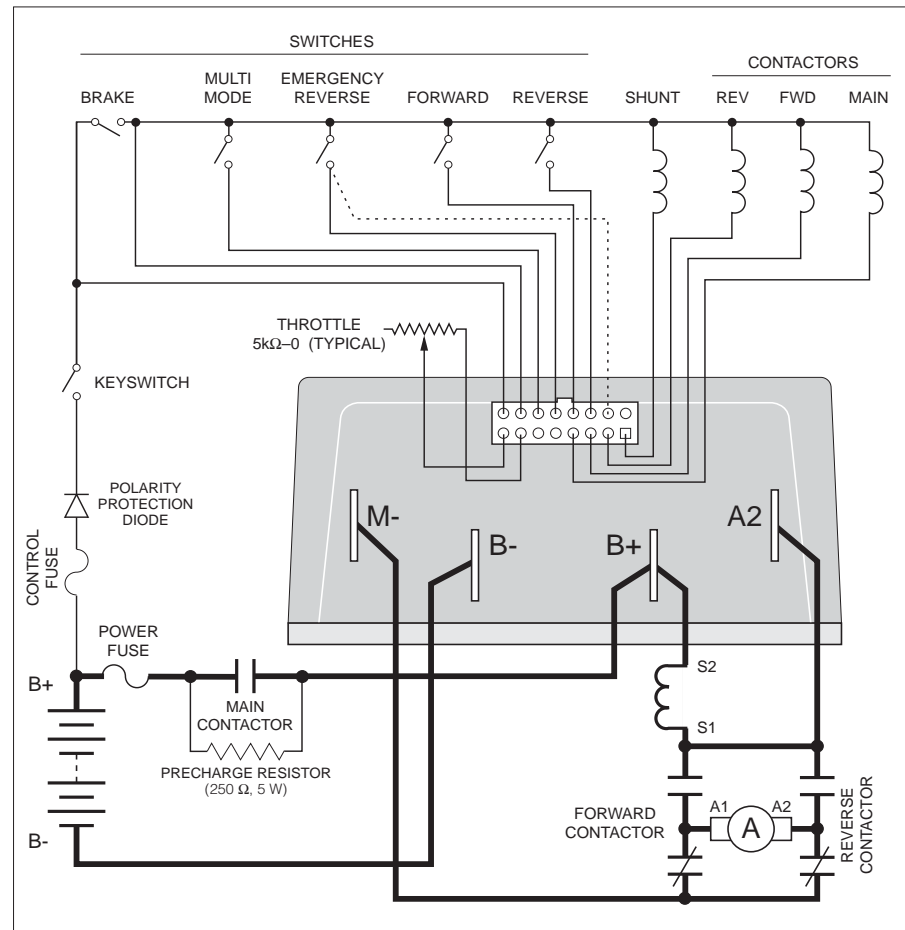 SWITCHES
CONTACTORS
BRAKE
MULTI
MODE
EMERGENCY
REVERSE
FORWARD
REVERSE
SHUNT
REV
FWD
MAIN
THROTTLE
5kΩ–0 (TYPICAL)
KEYSWITCH
POLARITY
PROTECTION
DIODE
CONTROL
FUSE
M-
B-
B+
A2
POWER
FUSE
B+
MAIN
CONTACTOR
PRECHARGE RESISTOR
(250 Ω, 5 W)
B-
S2
S1
FORWARD
CONTACTOR
A1
A
A2
REVERSE
CONTACTOR